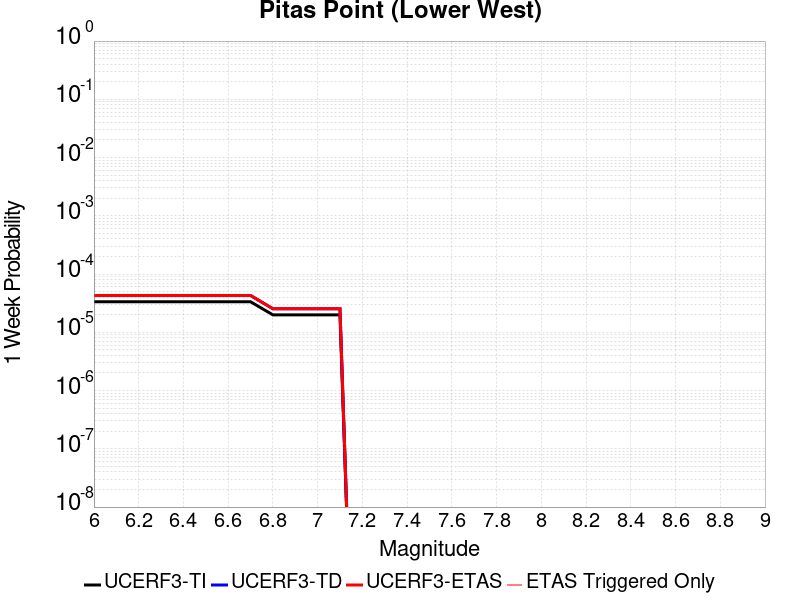 Pitas Point (Lower West)
10 0
10 -1
10 -2
10 -3
10 -4
10 -5
10 -6
10 -7
10 -8
1 Week Probability
6 6.2 6.4 6.6 6.8 7 7.2 7.4 7.6 7.8 8 8.2 8.4 8.6 8.8 9
Magnitude
UCERF3-TI UCERF3-TD UCERF3-ETAS ETAS Triggered Only